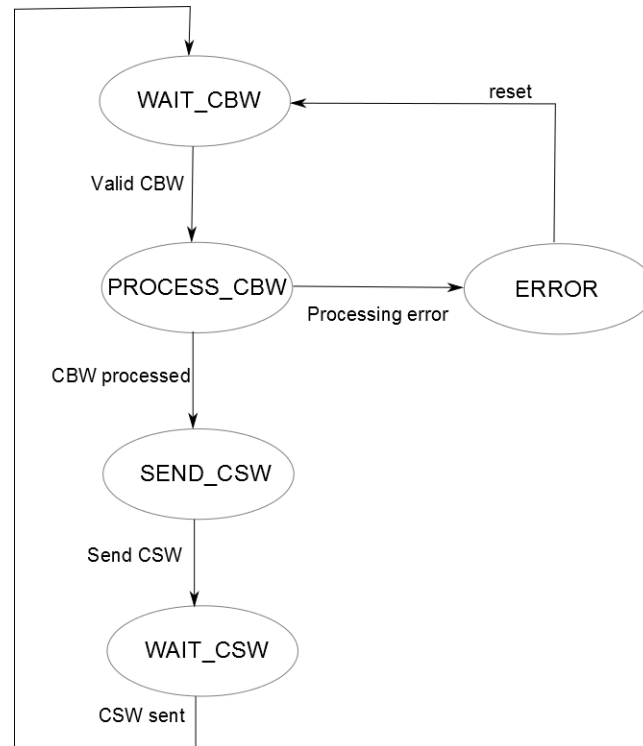 WAIT_CBW
reset
Valid CBW
PROCESS_CBW
ERROR
Processing error
CBW processed
SEND_CSW
Send CSW
WAIT_CSW
CSW sent